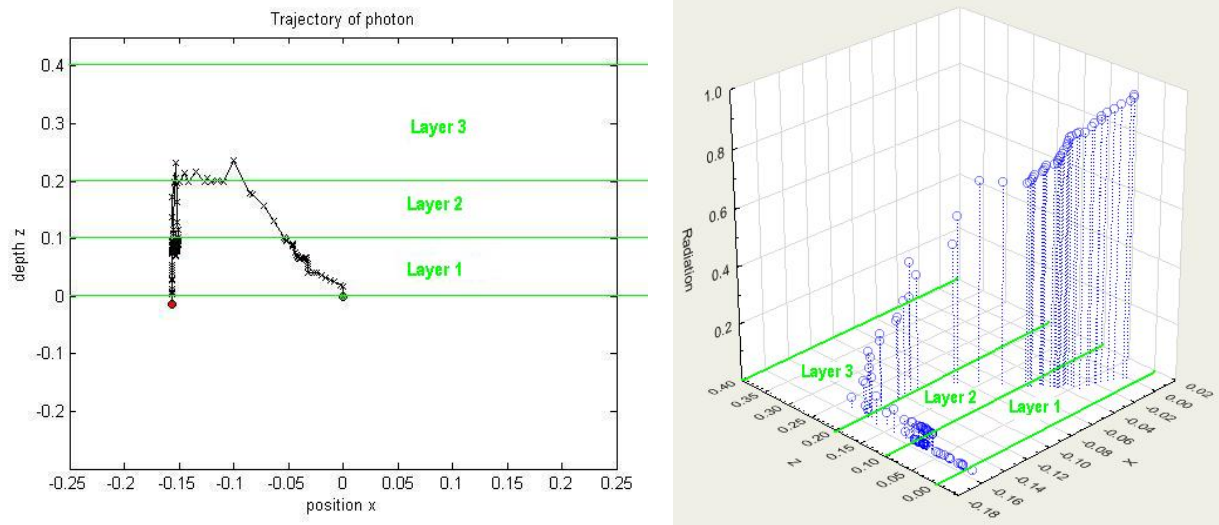 Trajectory of photon
0.4
0.3
0.2
0.1
0
-0.1
-0.2
depth z
Layer 3
Layer 2
Layer 1
-0.25 -0.2 -0.15 -0.1 -0.05 0 0.05 0.1 0.15 0.2 0.25
position x
1.0
0.8
0.6
0.4
0.2
Radiation
Layer 3
Layer 2
Layer 1
0.40
0.35
0.30
0.25
0.20
0.15
0.10
0.05
0.00
Z
0.02
0.00
-0.02
-0.04
-0.06
-0.08
-0.10
-0.12
-0.14
-0.16
-0.18
X